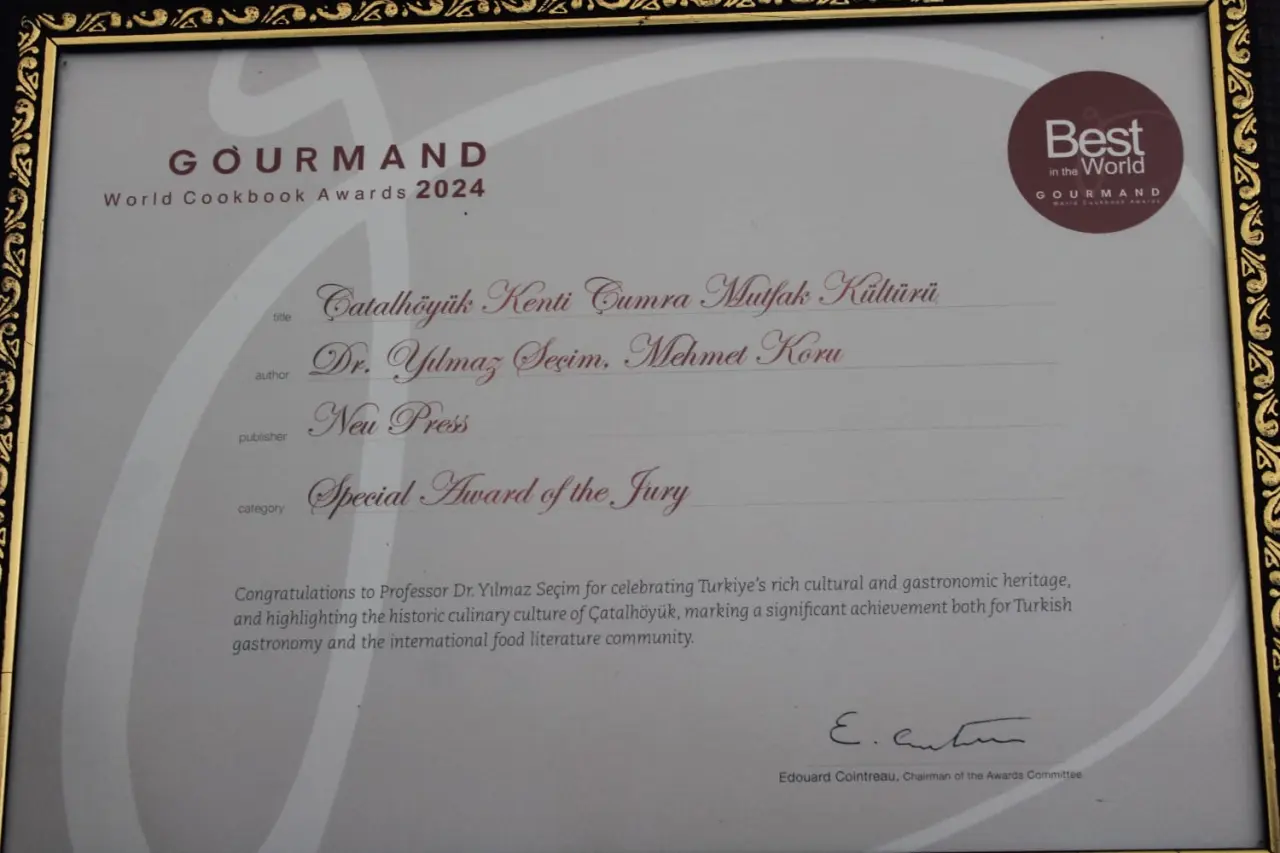 GOURMAND
World Cookbook Awards 2024
Best
in the World
GOURMAND
World Cookbook Awards
title Çatalhöyük Kenti Çumra Mutfak Kültürü
author Dr. Yılmaz Seçim, Mehmet Koru
publisher Neu Press
category Special Award of the Jury
Congratulations to Professor Dr. Yılmaz Seçim for celebrating Turkiye's rich cultural and gastronomic heritage,
and highlighting the historic culinary culture of Çatalhöyük, marking a significant achievement both for Turkish
gastronomy and the international food literature community.
E. Cointreau
Edouard Cointreau, Chairman of the Awards Committee